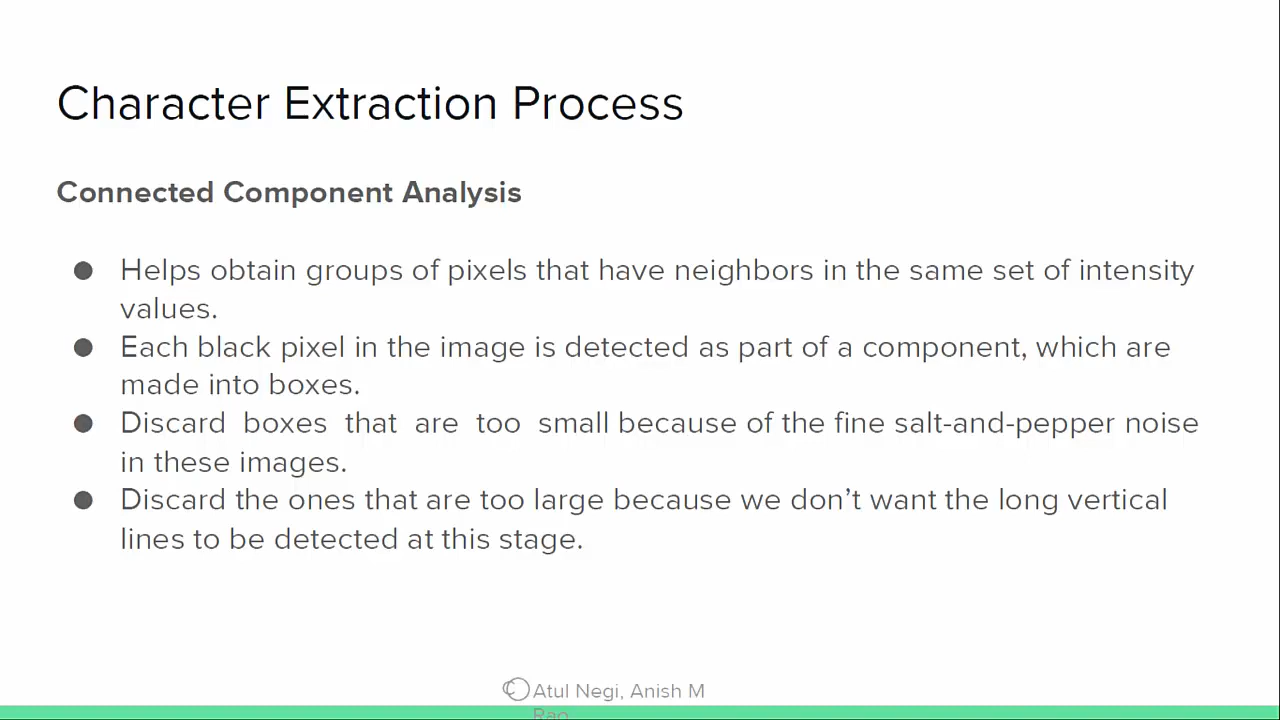 Character Extraction Process
Connected Component Analysis
● Helps obtain groups of pixels that have neighbors in the same set of intensity
values.
● Each black pixel in the image is detected as part of a component, which are
made into boxes.
● Discard boxes that are too small because of the fine salt-and-pepper noise
in these images.
● Discard the ones that are too large because we don’t want the long vertical
lines to be detected at this stage.
© Atul Negi, Anish M
Rao